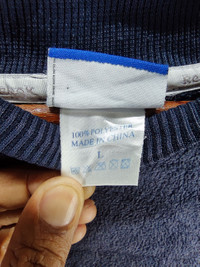 100% POLYESTER
MADE IN CHINA
L